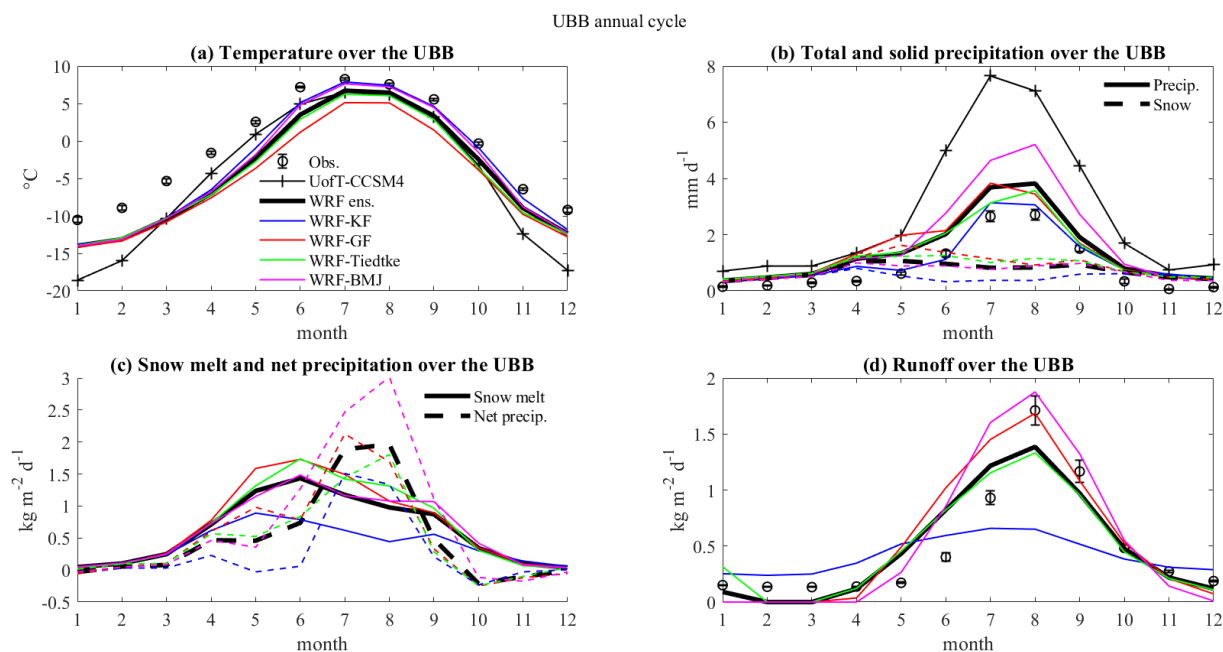 UBB annual cycle
(a) Temperature over the UBB
10
5
0
-5
-10
-15
-20
°C
Obs.
UofT-CCSM4
WRF ens.
WRF-KF
WRF-GF
WRF-Tiedtke
WRF-BMJ
1 2 3 4 5 6 7 8 9 10 11 12
month
(b) Total and solid precipitation over the UBB
8
6
4
2
0
mm d⁻¹
Precip.
Snow
1 2 3 4 5 6 7 8 9 10 11 12
month
(c) Snow melt and net precipitation over the UBB
3
2.5
2
1.5
1
0.5
0
-0.5
kg m⁻² d⁻¹
Snow melt
Net precip.
1 2 3 4 5 6 7 8 9 10 11 12
month
(d) Runoff over the UBB
2
1.5
1
0.5
0
kg m⁻² d⁻¹
1 2 3 4 5 6 7 8 9 10 11 12
month